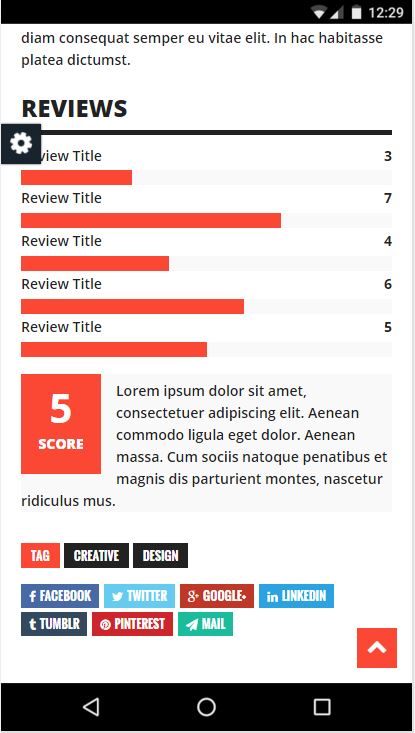 12:29
diam consequat semper eu vitae elit. In hac habitasse
platea dictumst.
REVIEWS
view Title 3
Review Title 7
Review Title 4
Review Title 6
Review Title 5
5
SCORE
Lorem ipsum dolor sit amet,
consectetuer adipiscing elit. Aenean
commodo ligula eget dolor. Aenean
massa. Cum sociis natoque penatibus et
magnis dis parturient montes, nascetur
ridiculus mus.
TAG CREATIVE DESIGN
FACEBOOK TWITTER GOOGLE+ LINKEDIN
TUMBLR PINTEREST MAIL